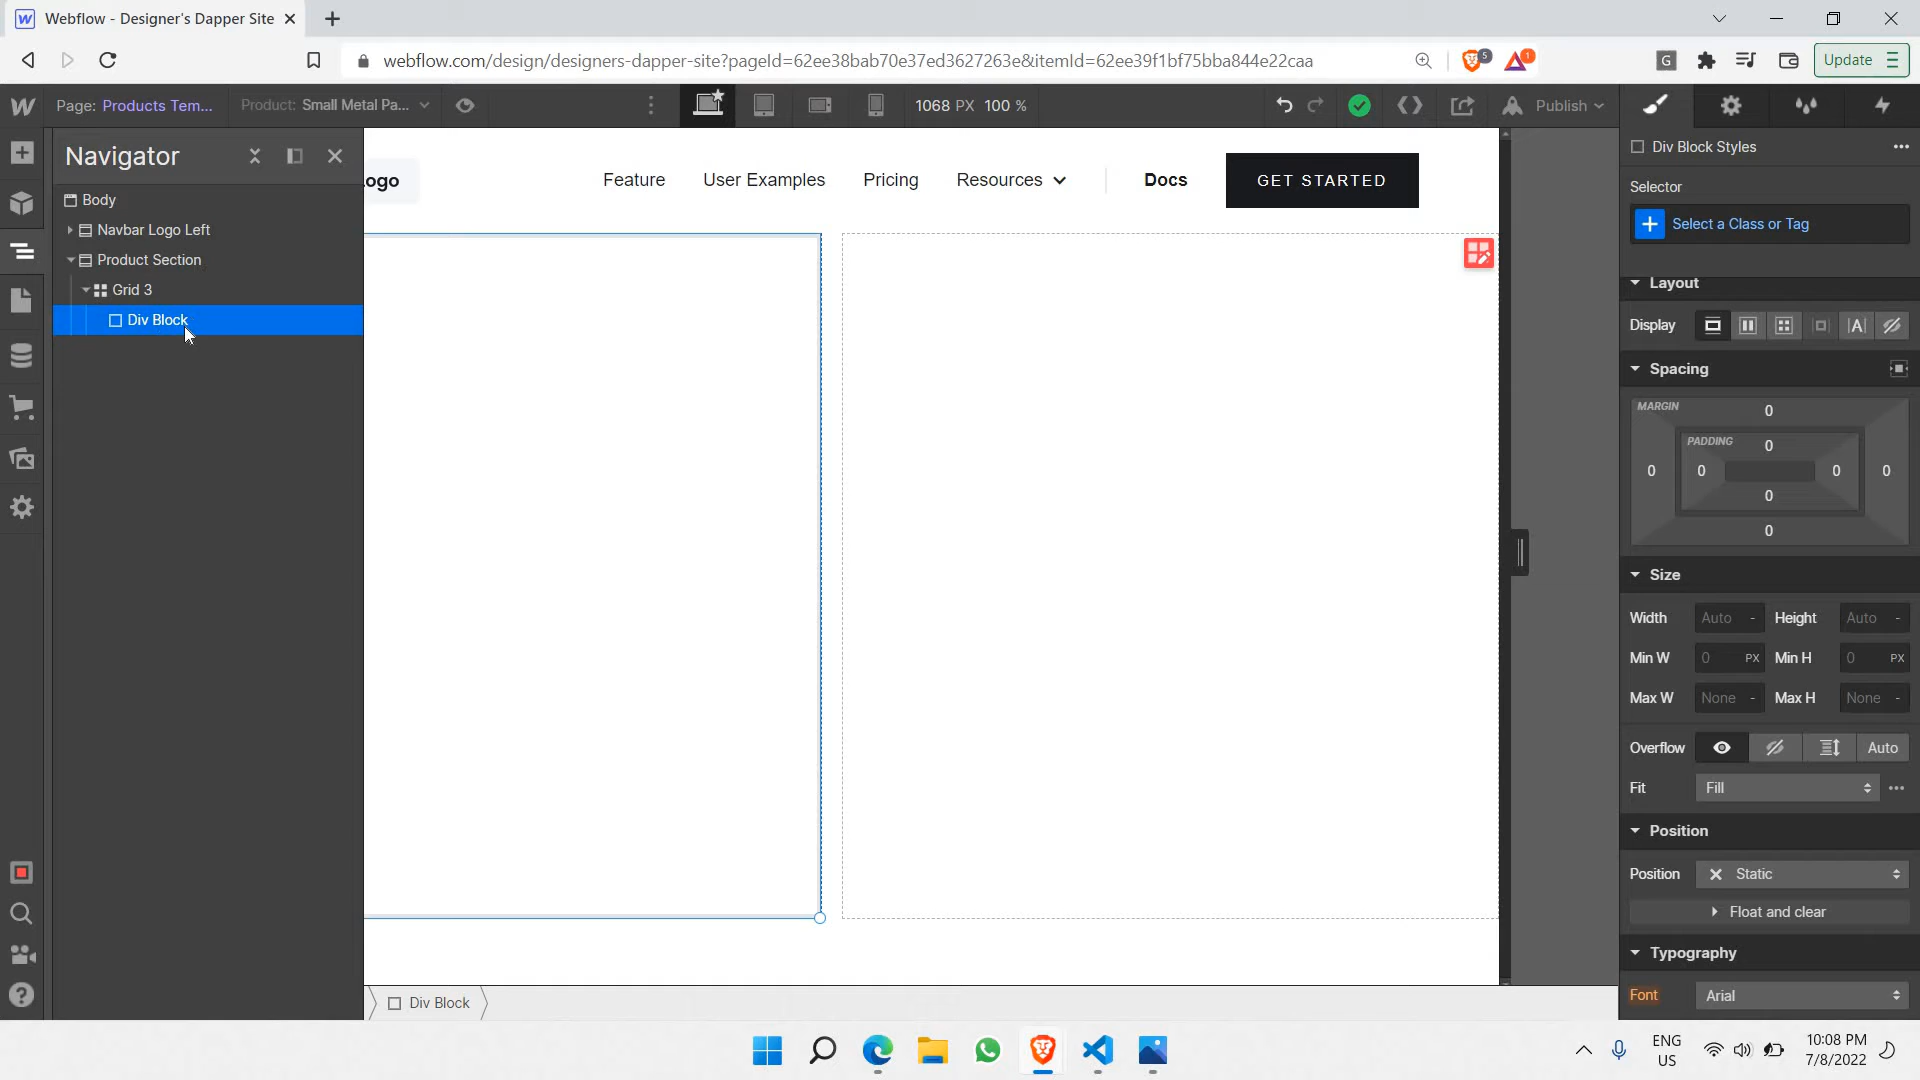 Webflow - Designer's Dapper Site
webflow.com/design/designers-dapper-site?pageId=62ee38bab70e37ed3627263e&itemId=62ee39f1bf75bba844e22caa
5
1
G
Update
Page: Products Tem...
Product: Small Metal Pa...
1068 PX 100 %
Publish
Navigator
Body
Navbar Logo Left
Product Section
Grid 3
Div Block
ogo
Feature
User Examples
Pricing
Resources
Docs
GET STARTED
Div Block Styles
Selector
Select a Class or Tag
Layout
Display
Spacing
MARGIN
0
PADDING
0
0
0
0
0
0
0
Size
Width
Auto
-
Height
Auto
-
Min W
0
PX
Min H
0
PX
Max W
None
-
Max H
None
-
Overflow
Auto
Fit
Fill
Position
Position
Static
Float and clear
Typography
Font
Arial
Div Block
ENG
US
10:08 PM
7/8/2022